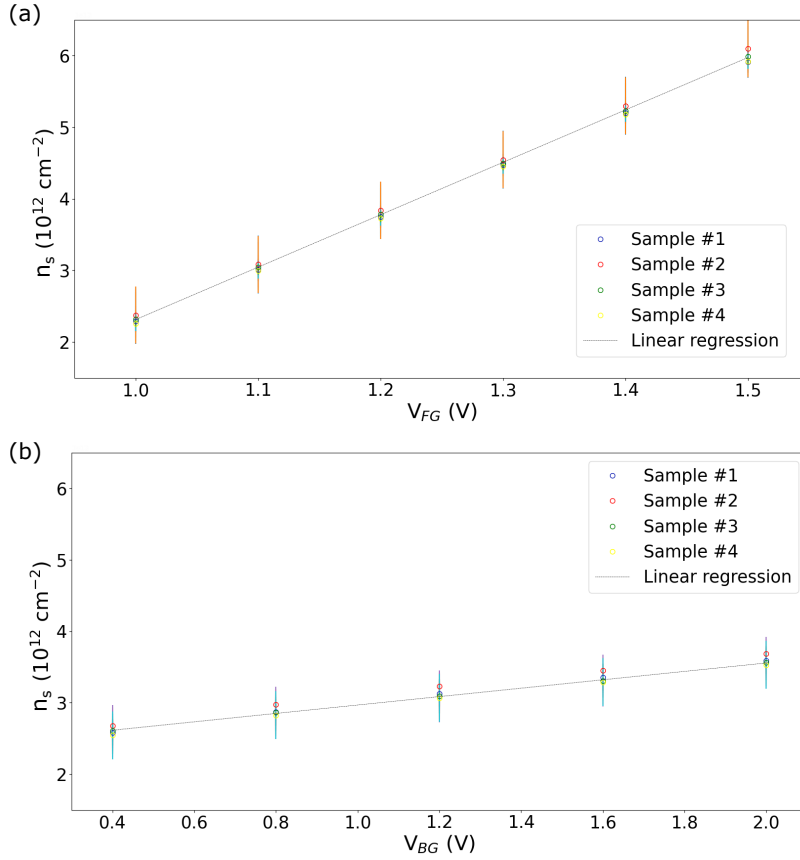 (a)
6
5
4
3
2
n_s (10^12 cm^−2)
Sample #1
Sample #2
Sample #3
Sample #4
Linear regression
1.0 1.1 1.2 1.3 1.4 1.5
V_FG (V)
(b)
6
5
4
3
2
n_s (10^12 cm^−2)
Sample #1
Sample #2
Sample #3
Sample #4
Linear regression
0.4 0.6 0.8 1.0 1.2 1.4 1.6 1.8 2.0
V_BG (V)